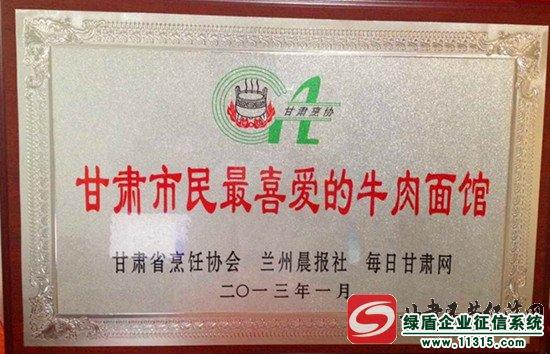 甘肃烹协
甘肃市民最喜爱的牛肉面馆
甘肃省烹饪协会 兰州晨报社 每日甘肃网
二〇一三年一月
绿盾企业征信系统
www.11315.com